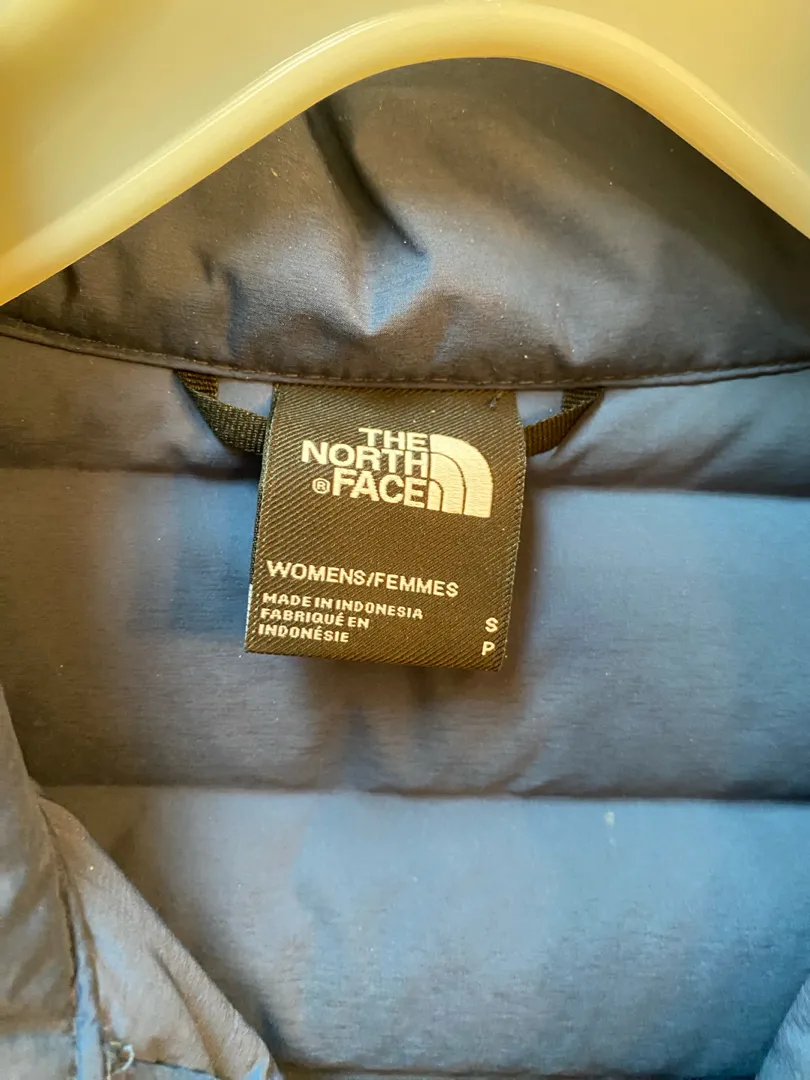 THE
NORTH
® FACE
WOMENS/FEMMES
MADE IN INDONESIA
FABRIQUÉ EN
INDONÉSIE
S
P